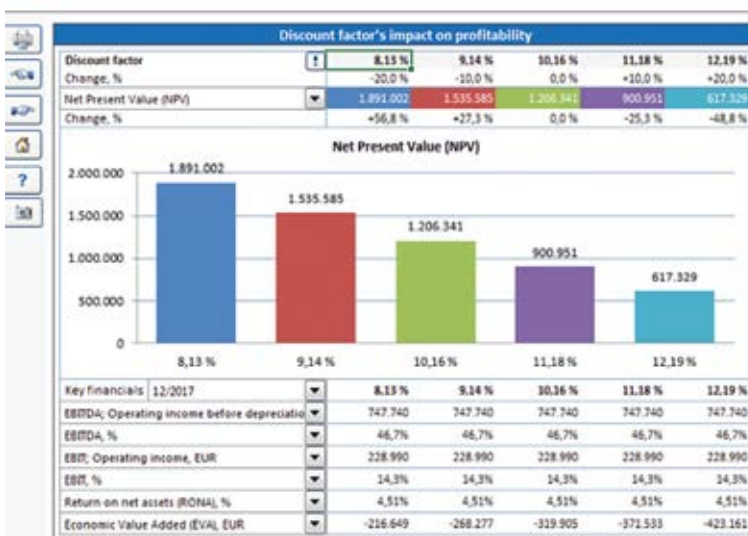 Discount factor's impact on profitability
Discount factor ! 8,13 % 9,14 % 10,16 % 11,18 % 12,19 %
Change, % -20,0 % -10,0 % 0,0 % +10,0 % +20,0 %
Net Present Value (NPV) 1.891.002 1.535.585 1.206.341 900.951 617.329
Change, % +56,8 % +27,3 % 0,0 % -25,3 % -48,8 %
Net Present Value (NPV)
2.000.000
1.500.000
1.000.000
500.000
0
1.891.002
1.535.585
1.206.341
900.951
617.329
8,13 % 9,14 % 10,16 % 11,18 % 12,19 %
?
Key financials 12/2017 8,13 % 9,14 % 10,16 % 11,18 % 12,19 %
EBITDA; Operating income before depreciatio 747.740 747.740 747.740 747.740 747.740
EBITDA, % 46,7% 46,7% 46,7% 46,7% 46,7%
EBIT; Operating income, EUR 228.990 228.990 228.990 228.990 228.990
EBIT, % 14,3% 14,3% 14,3% 14,3% 14,3%
Return on net assets (RONA), % 4,51% 4,51% 4,51% 4,51% 4,51%
Economic Value Added (EVA), EUR -216.649 -268.277 -319.905 -371.533 -423.161